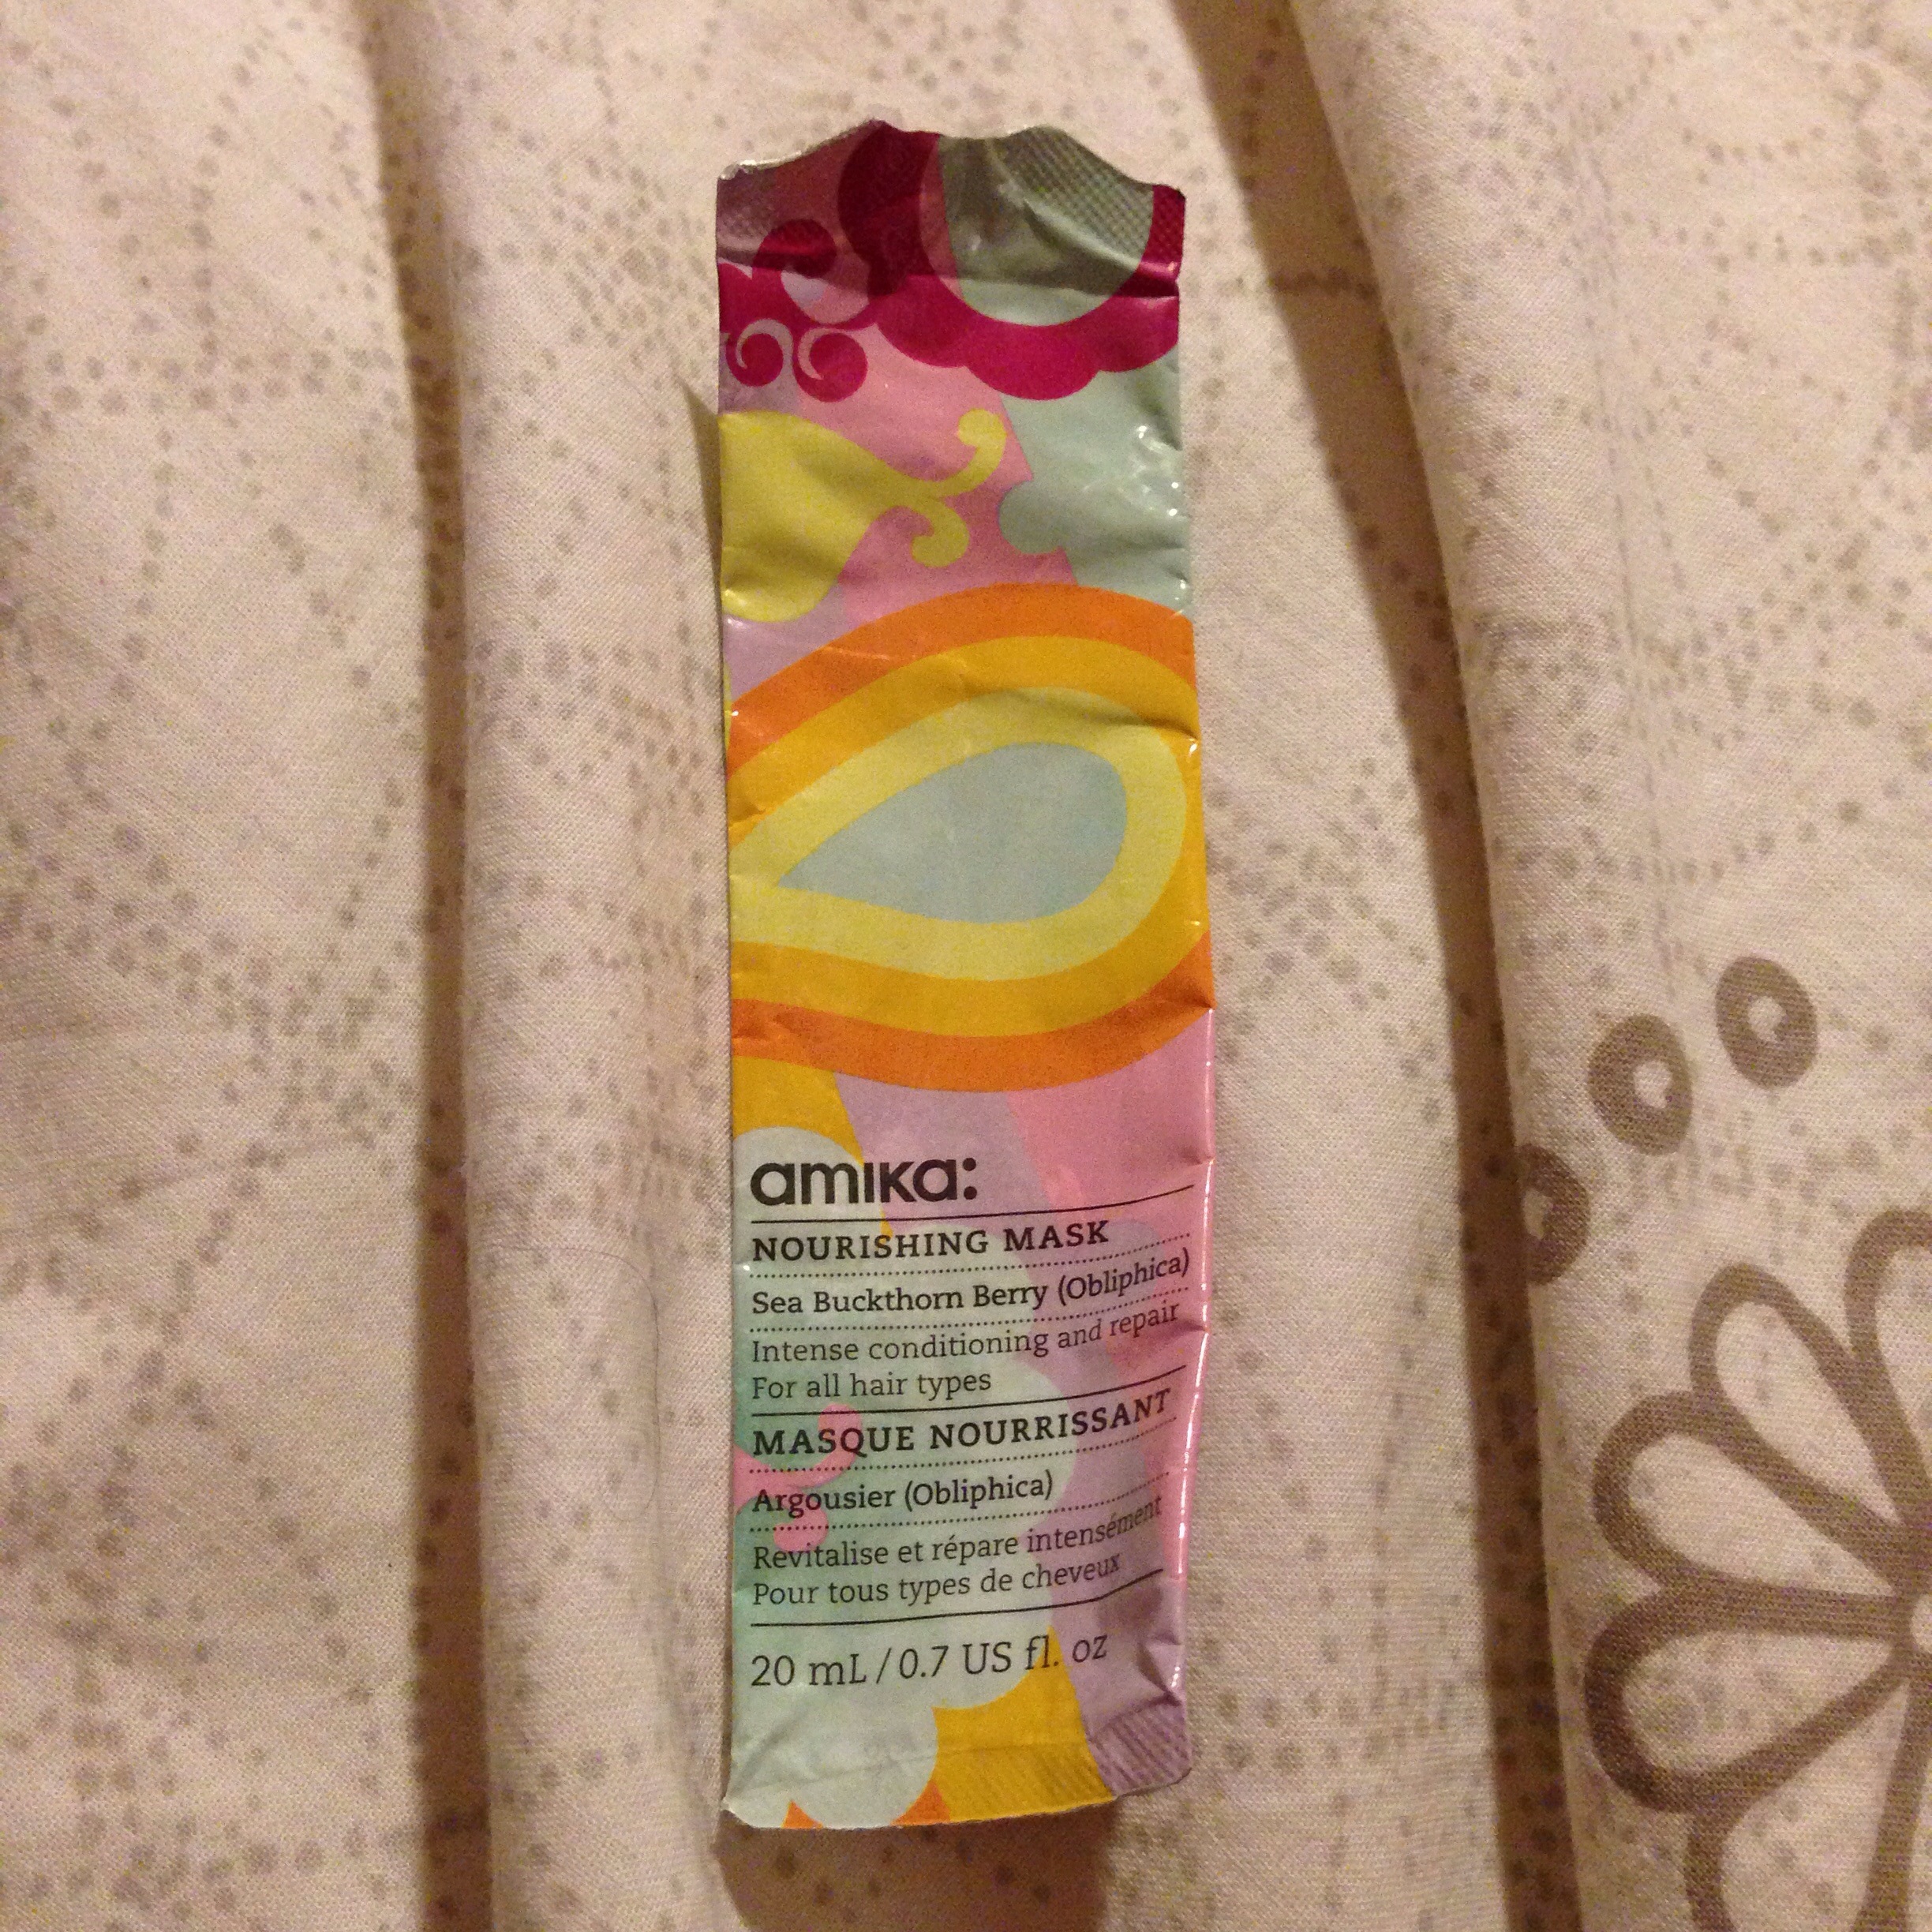 amika:
NOURISHING MASK
Sea Buckthorn Berry (Obliphica)
Intense conditioning and repair
For all hair types
MASQUE NOURRISSANT
Argousier (Obliphica)
Revitalise et répare intensément
Pour tous types de cheveux
20 mL / 0.7 US fl. oz